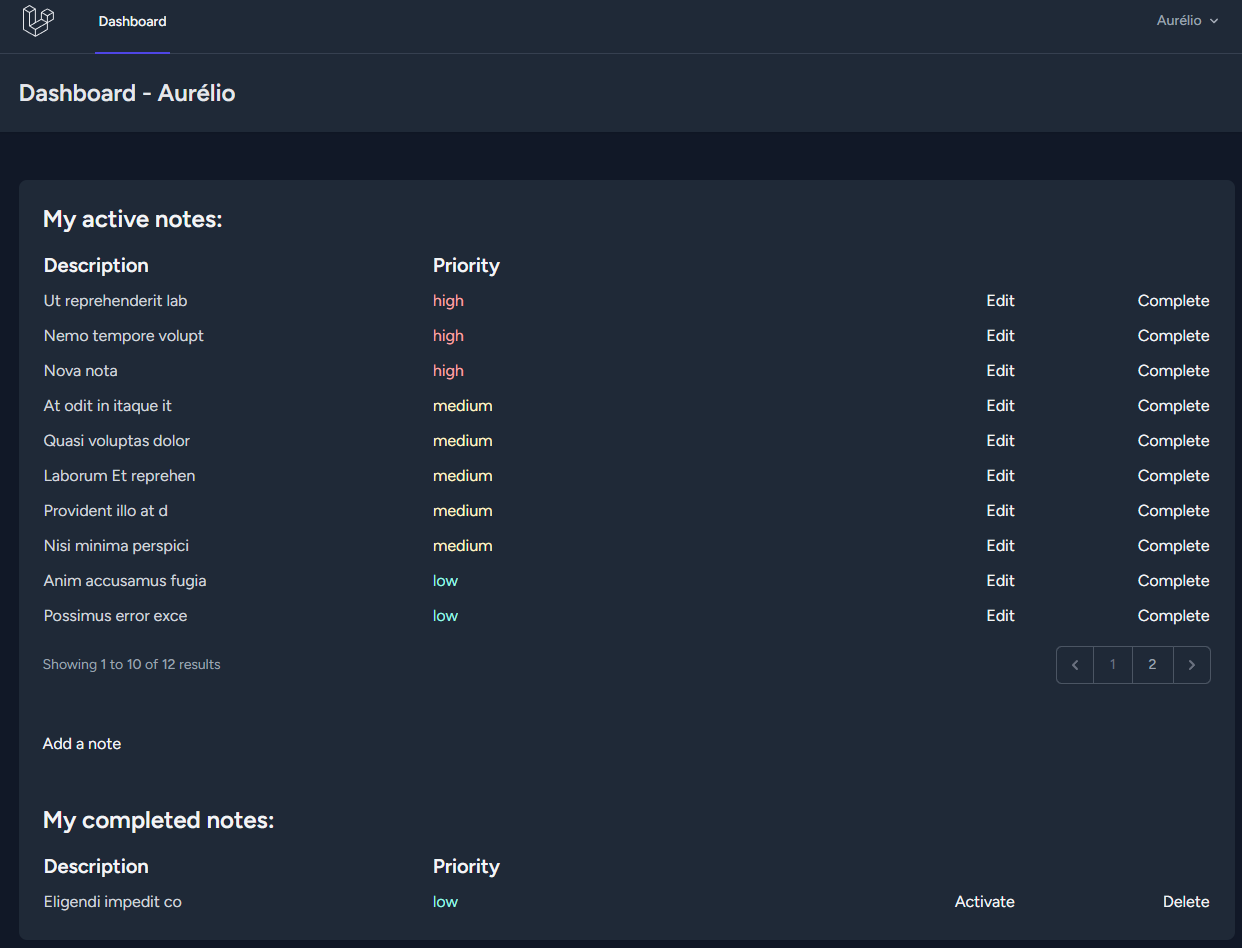 Dashboard Aurélio
Dashboard - Aurélio
My active notes:
Description Priority
Ut reprehenderit lab high Edit Complete
Nemo tempore volupt high Edit Complete
Nova nota high Edit Complete
At odit in itaque it medium Edit Complete
Quasi voluptas dolor medium Edit Complete
Laborum Et reprehen medium Edit Complete
Provident illo at d medium Edit Complete
Nisi minima perspici medium Edit Complete
Anim accusamus fugia low Edit Complete
Possimus error exce low Edit Complete
Showing 1 to 10 of 12 results 1 2
Add a note
My completed notes:
Description Priority
Eligendi impedit co low Activate Delete